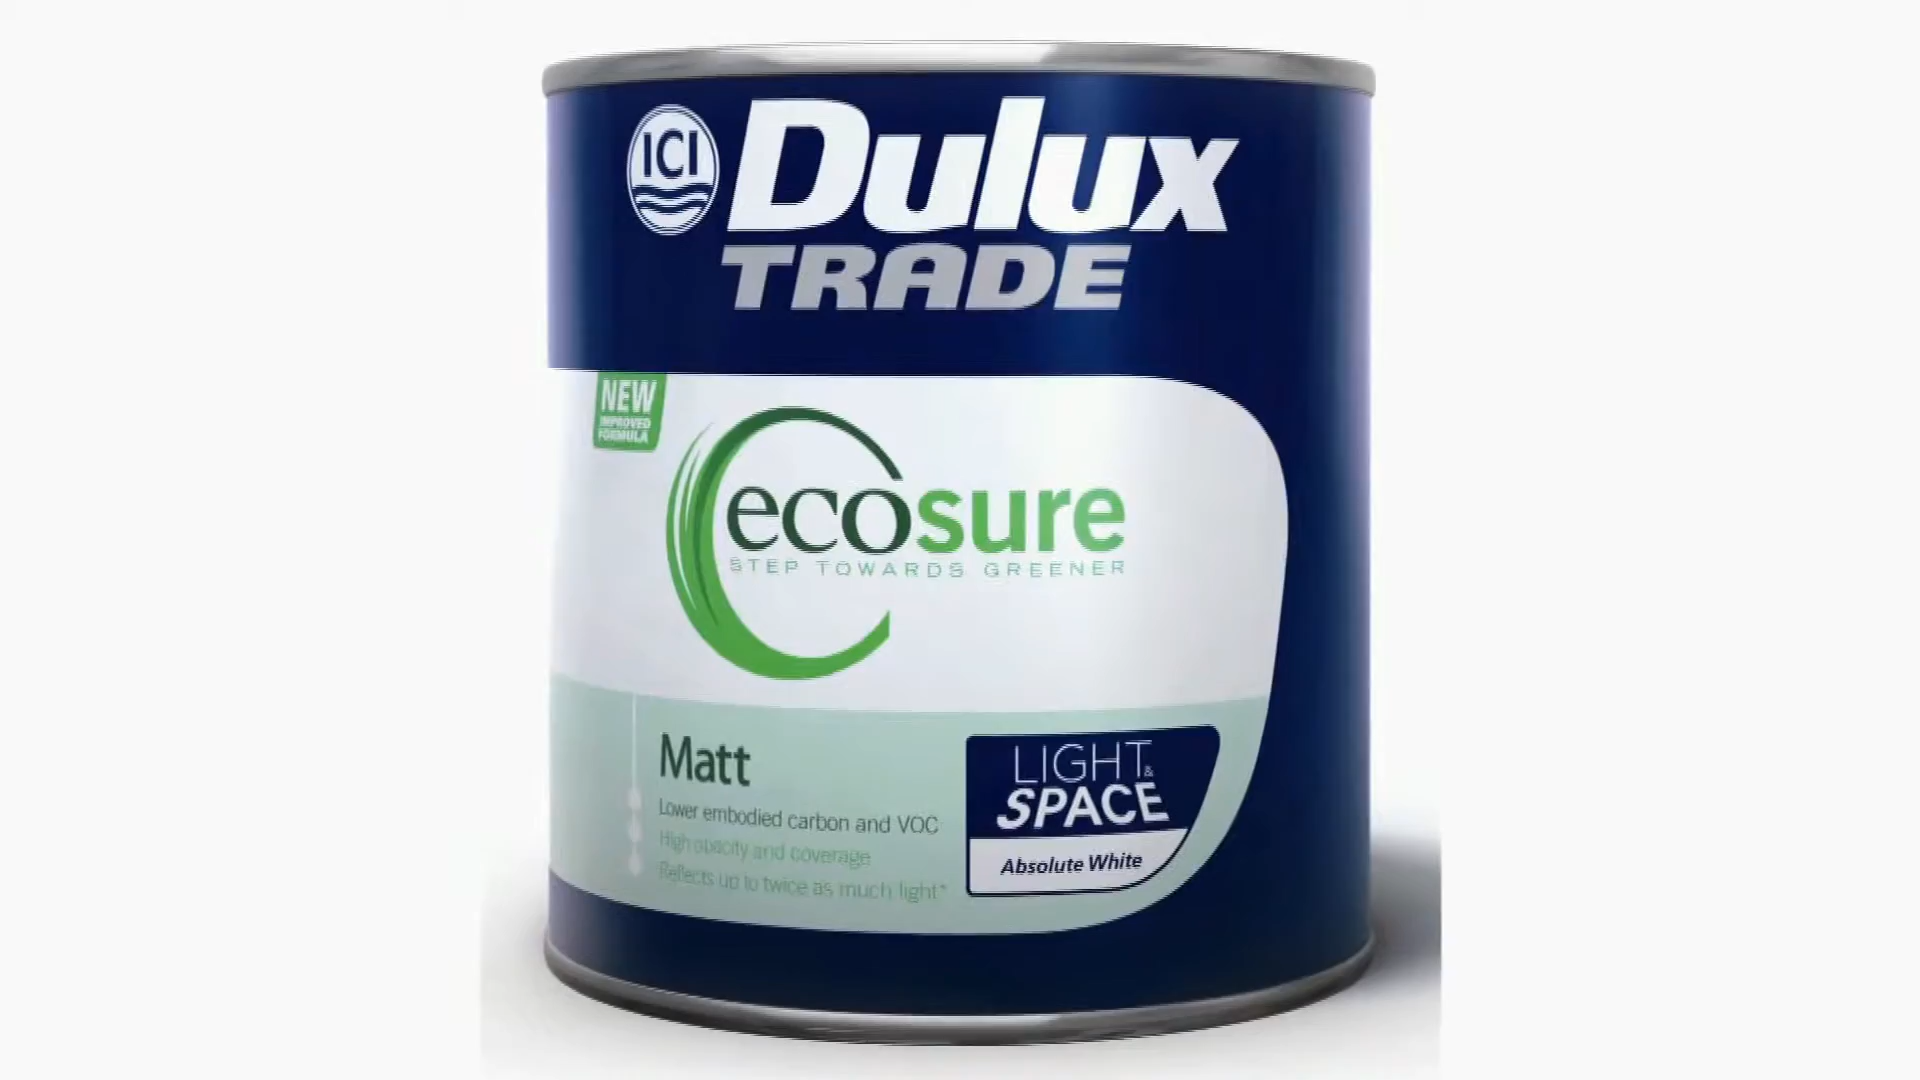 ICI
Dulux
TRADE
NEW
IMPROVED
FORMULA
ecosure
STEP TOWARDS GREENER
Matt
Lower embodied carbon and VOC
High opacity and coverage
Reflects up to twice as much light*
LIGHT &
SPACE
Absolute White